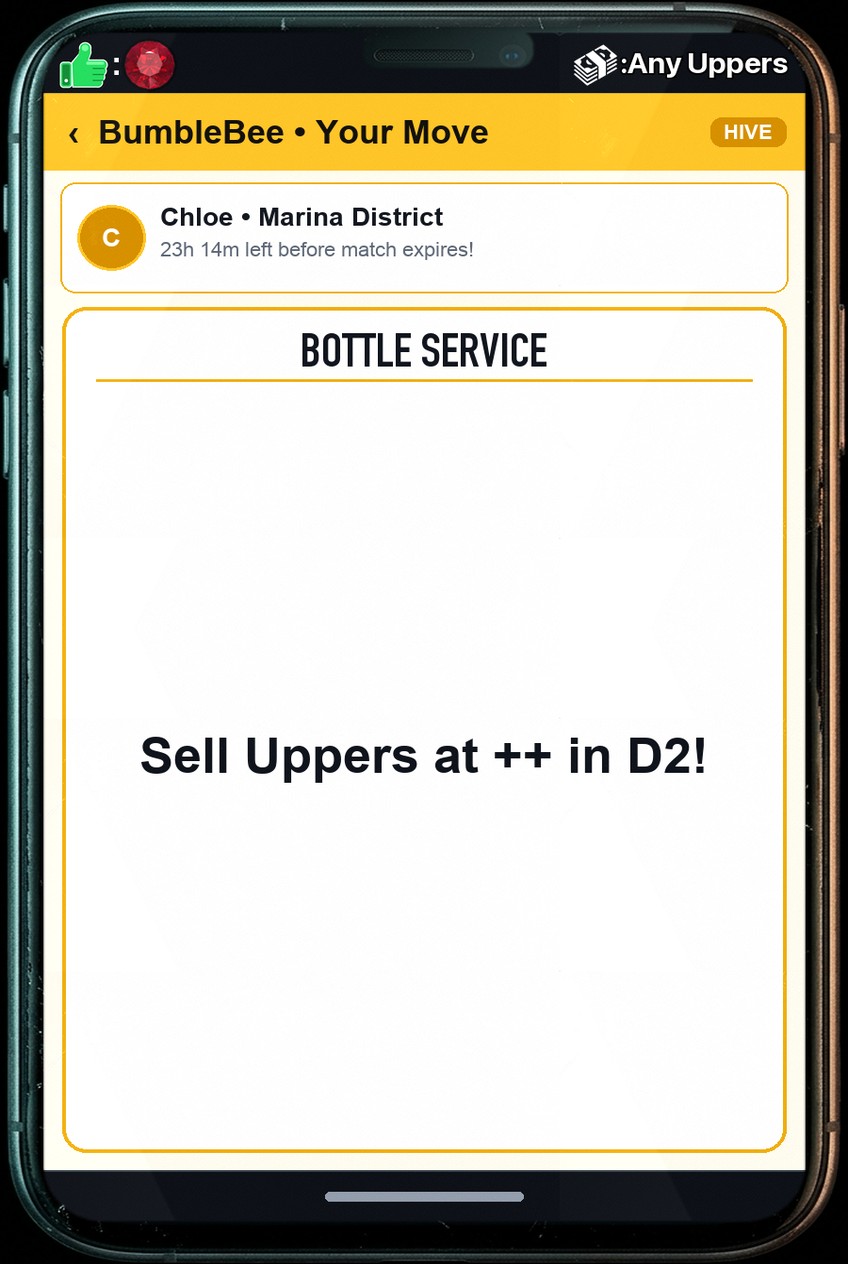 : :Any Uppers
‹ BumbleBee • Your Move HIVE
C Chloe • Marina District
23h 14m left before match expires!
BOTTLE SERVICE
Sell Uppers at ++ in D2!